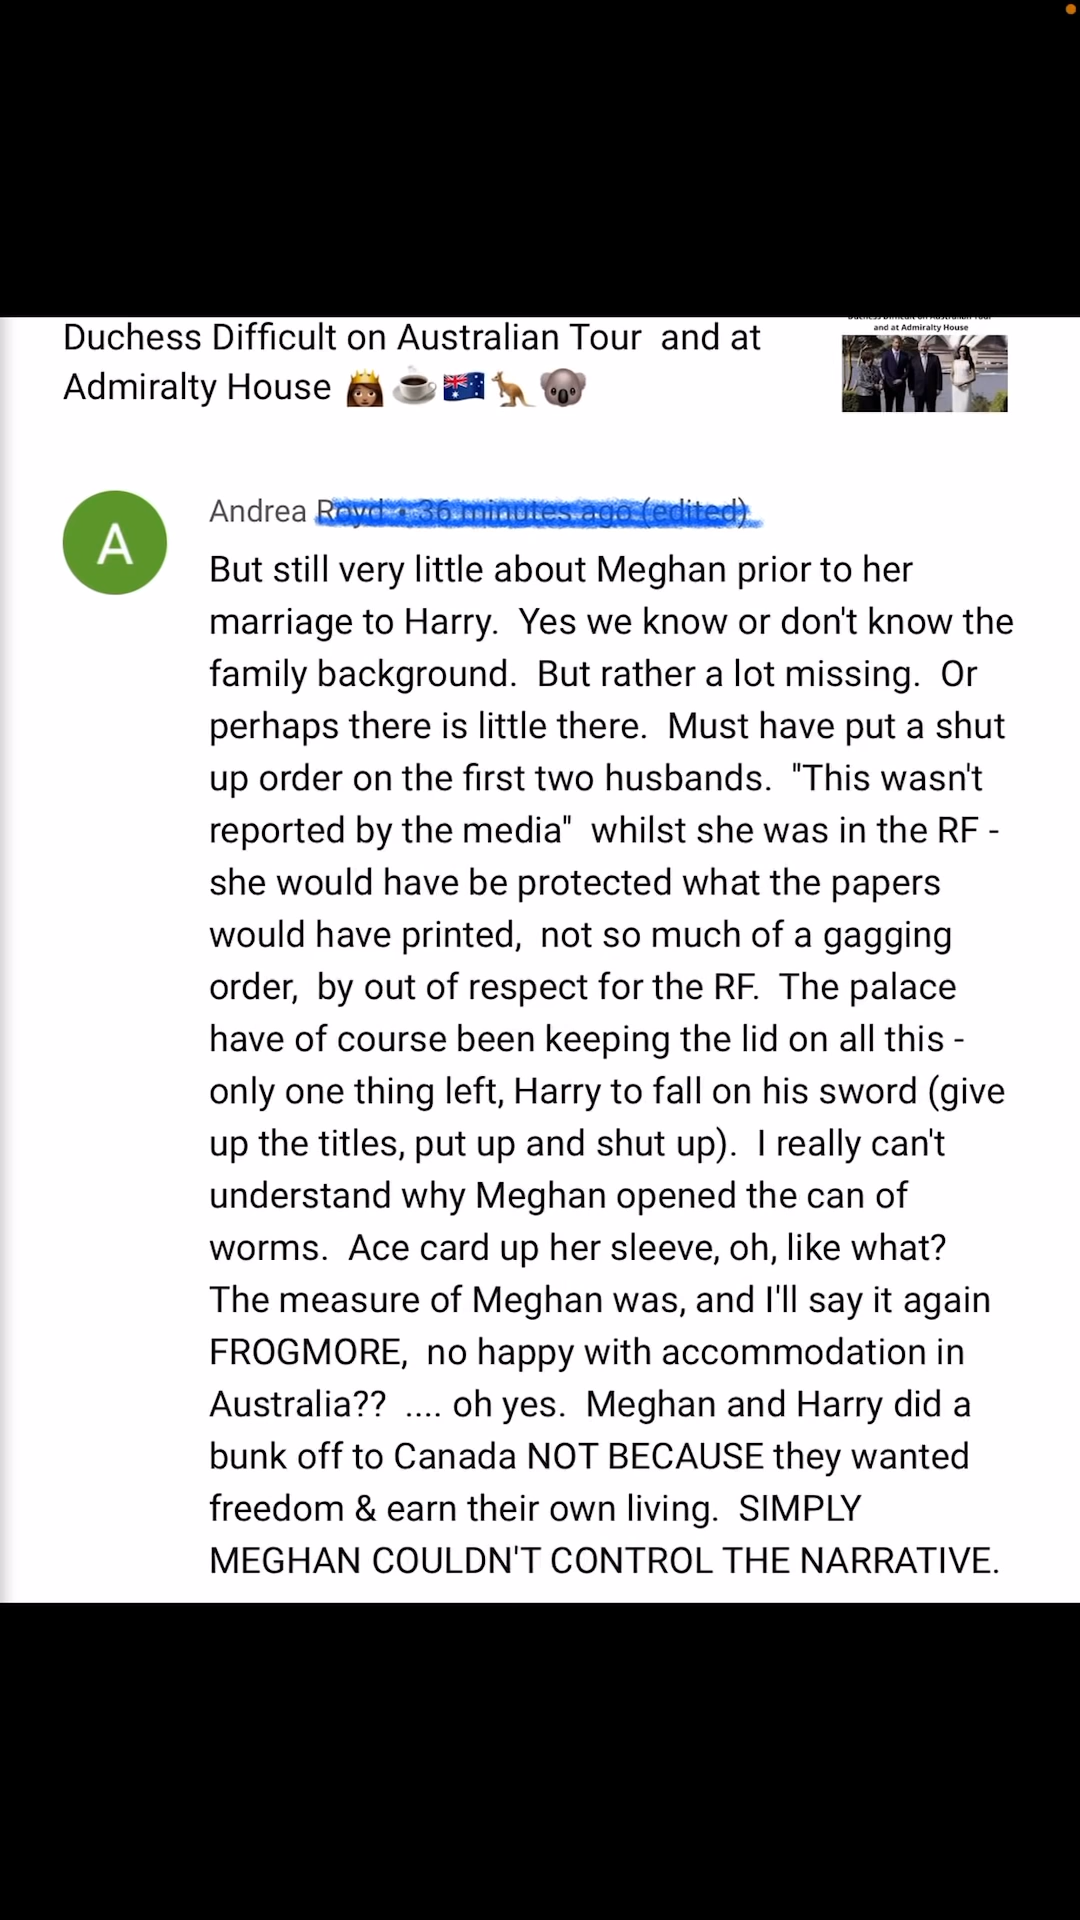 Duchess Difficult on Australian Tour and at
Admiralty House
and at Admiralty House
A
Andrea Royd • 36 minutes ago (edited)
But still very little about Meghan prior to her
marriage to Harry. Yes we know or don't know the
family background. But rather a lot missing. Or
perhaps there is little there. Must have put a shut
up order on the first two husbands. "This wasn't
reported by the media" whilst she was in the RF -
she would have be protected what the papers
would have printed, not so much of a gagging
order, by out of respect for the RF. The palace
have of course been keeping the lid on all this -
only one thing left, Harry to fall on his sword (give
up the titles, put up and shut up). I really can't
understand why Meghan opened the can of
worms. Ace card up her sleeve, oh, like what?
The measure of Meghan was, and I'll say it again
FROGMORE, no happy with accommodation in
Australia?? .... oh yes. Meghan and Harry did a
bunk off to Canada NOT BECAUSE they wanted
freedom & earn their own living. SIMPLY
MEGHAN COULDN'T CONTROL THE NARRATIVE.